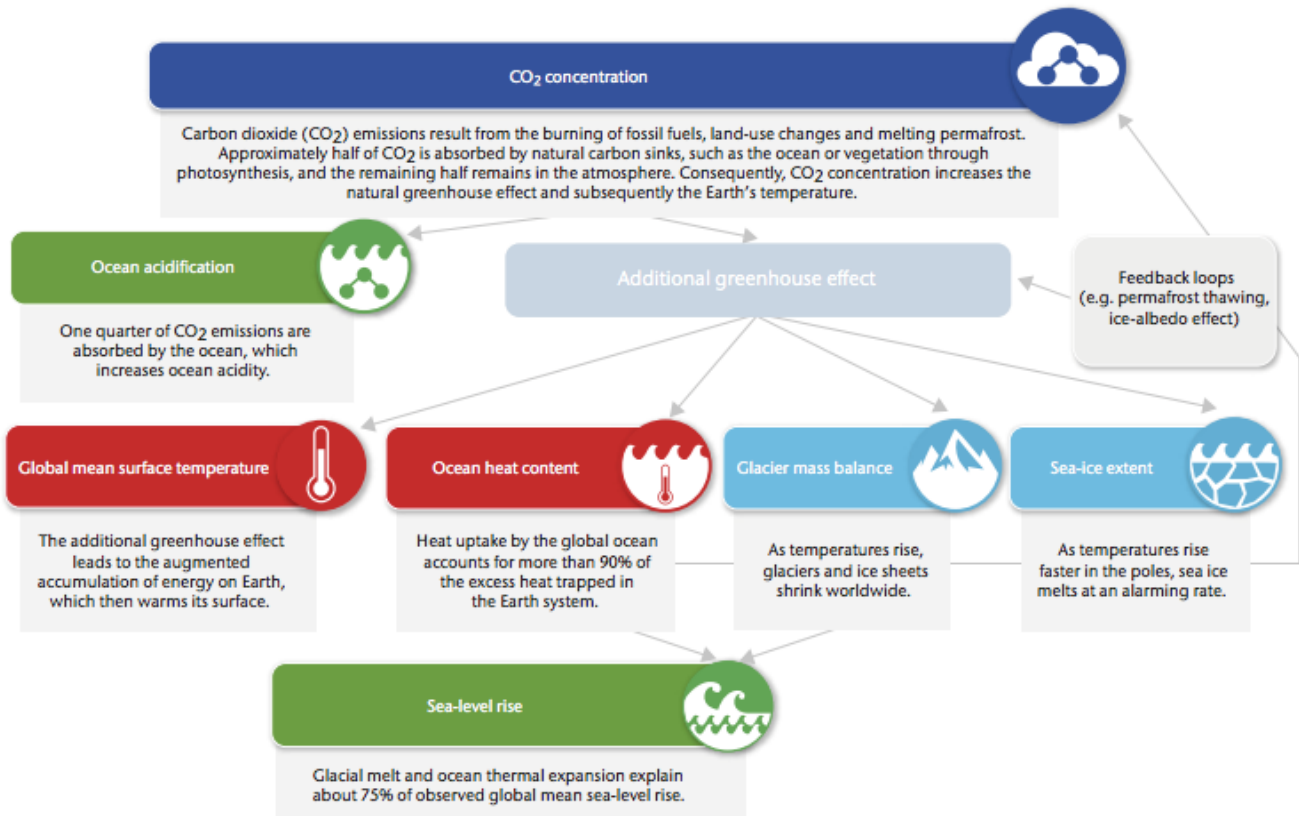 CO2 concentration
Carbon dioxide (CO2) emissions result from the burning of fossil fuels, land-use changes and melting permafrost.
Approximately half of CO2 is absorbed by natural carbon sinks, such as the ocean or vegetation through
photosynthesis, and the remaining half remains in the atmosphere. Consequently, CO2 concentration increases the
natural greenhouse effect and subsequently the Earth's temperature.
Ocean acidification
One quarter of CO2 emissions are
absorbed by the ocean, which
increases ocean acidity.
Additional greenhouse effect
Feedback loops
(e.g. permafrost thawing,
ice-albedo effect)
Global mean surface temperature
The additional greenhouse effect
leads to the augmented
accumulation of energy on Earth,
which then warms its surface.
Ocean heat content
Heat uptake by the global ocean
accounts for more than 90% of
the excess heat trapped in
the Earth system.
Glacier mass balance
As temperatures rise,
glaciers and ice sheets
shrink worldwide.
Sea-ice extent
As temperatures rise
faster in the poles, sea ice
melts at an alarming rate.
Sea-level rise
Glacial melt and ocean thermal expansion explain
about 75% of observed global mean sea-level rise.